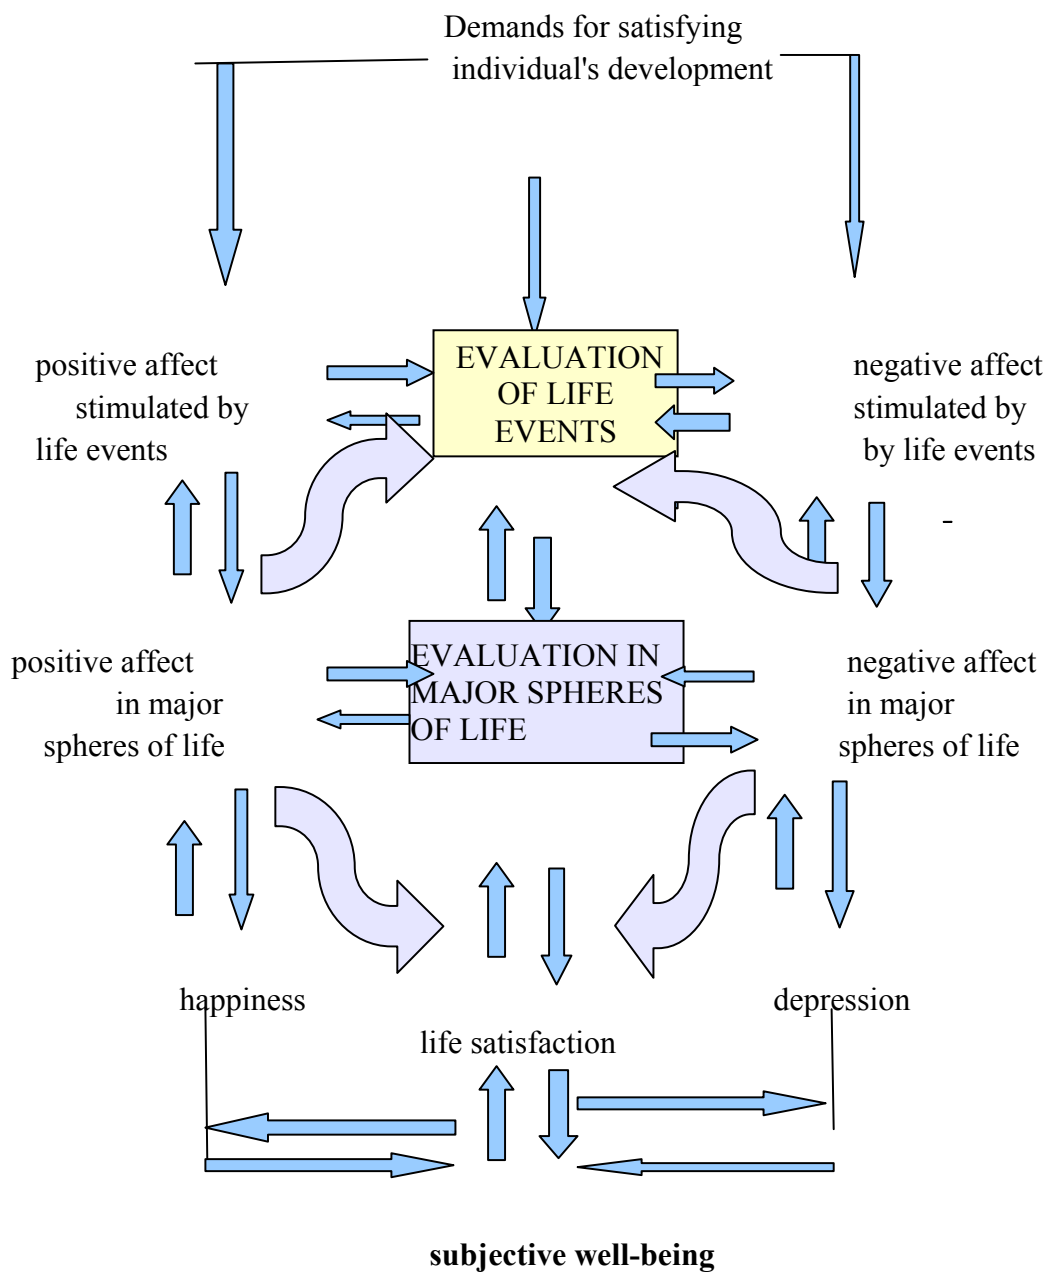 Demands for satisfying
individual's development
positive affect
stimulated by
life events
EVALUATION
OF LIFE
EVENTS
negative affect
stimulated by
by life events
-
positive affect
in major
spheres of life
EVALUATION IN
MAJOR SPHERES
OF LIFE
negative affect
in major
spheres of life
happiness
depression
life satisfaction
subjective well-being